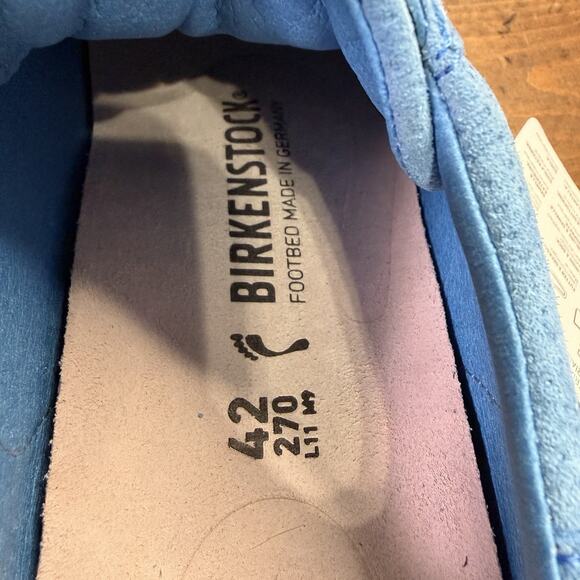 BIRKENSTOCK®
FOOTBED MADE IN GERMANY
42
270
L11 M9